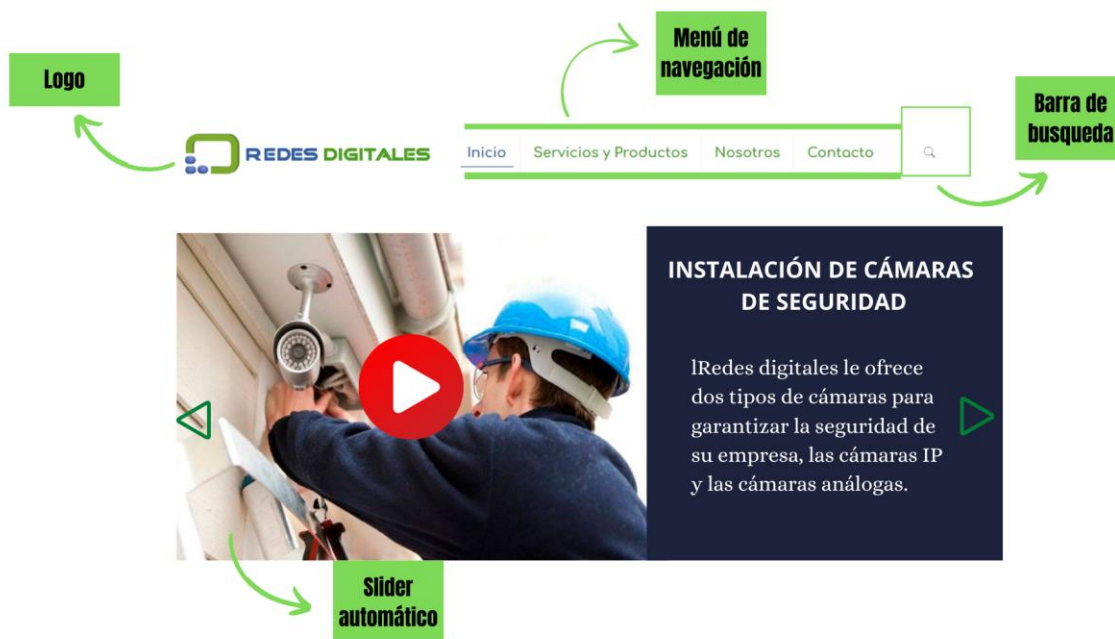 Menú de
navegación
Logo
Barra de
busqueda
REDES DIGITALES
Inicio Servicios y Productos Nosotros Contacto
INSTALACIÓN DE CÁMARAS
DE SEGURIDAD
lRedes digitales le ofrece
dos tipos de cámaras para
garantizar la seguridad de
su empresa, las cámaras IP
y las cámaras análogas.
Slider
automático